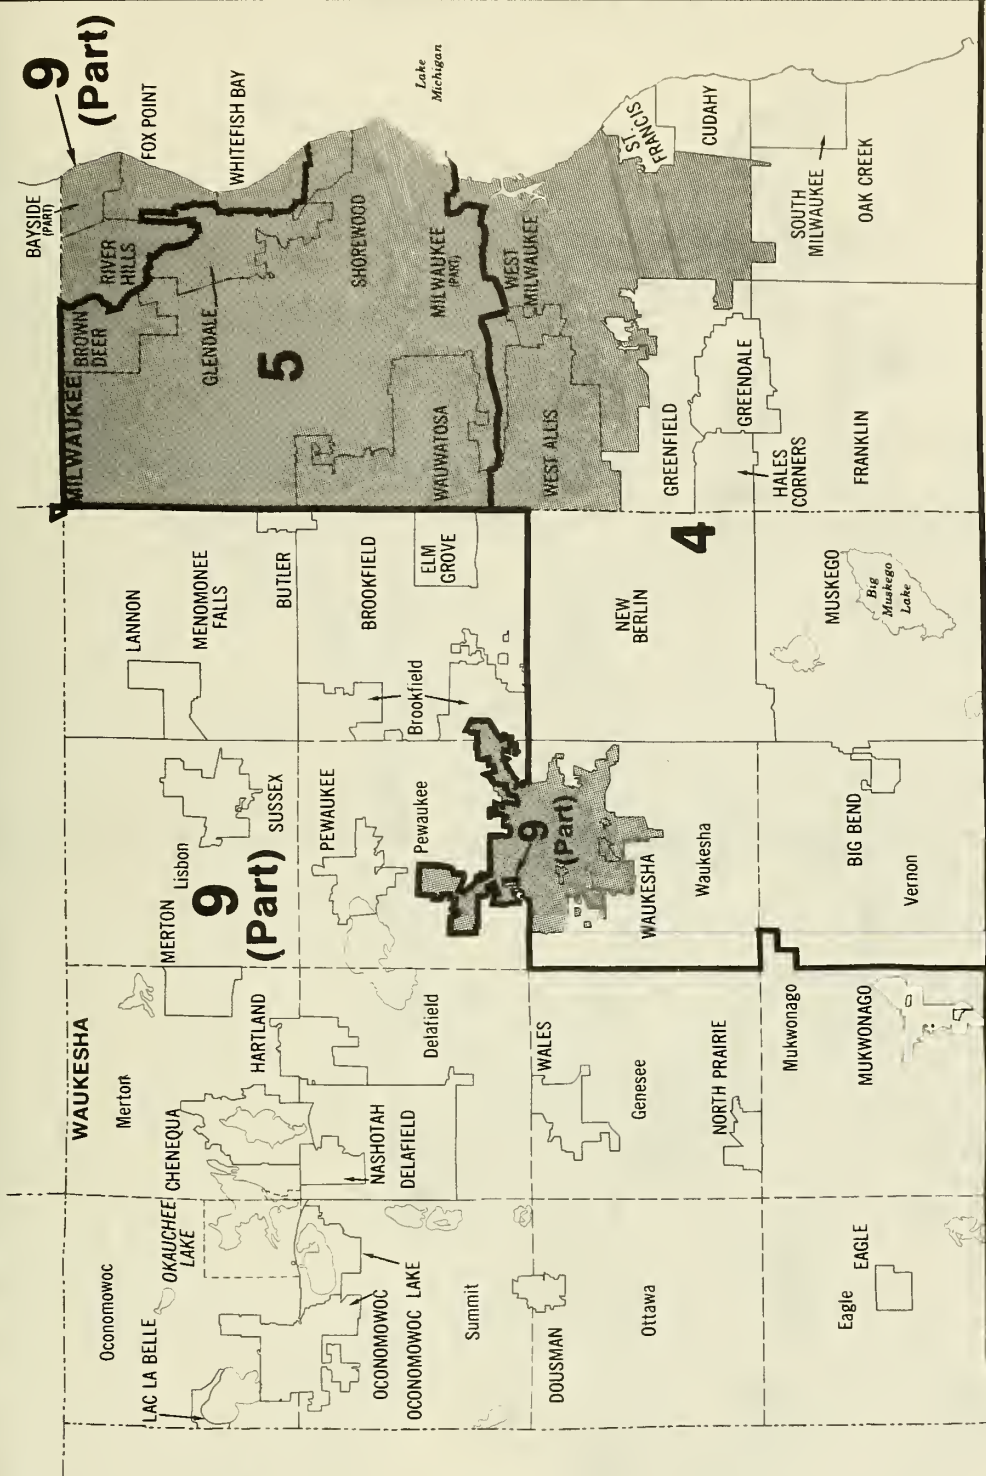 9
(Part)
BAYSIDE
(PART)
FOX POINT
WHITEFISH BAY
Lake
Michigan
RIVER
HILLS
BROWN
DEER
MILWAUKEE
GLENDALE
SHOREWOOD
5
MILWAUKEE
(PART)
WEST
MILWAUKEE
WAUWATOSA
WEST ALLIS
ST.
FRANCIS
CUDAHY
SOUTH
MILWAUKEE
OAK CREEK
GREENFIELD
GREENDALE
HALES
CORNERS
FRANKLIN
4
LANNON
MENOMONEE
FALLS
BUTLER
BROOKFIELD
ELM
GROVE
Brookfield
NEW
BERLIN
MUSKEGO
Big
Muskego
Lake
SUSSEX
Lisbon
MERTON
9
(Part)
PEWAUKEE
Pewaukee
9
(Part)
WAUKESHA
Waukesha
BIG BEND
Vernon
WAUKESHA
Merton
HARTLAND
CHENEQUA
NASHOTAH
DELAFIELD
Delafield
WALES
Genesee
NORTH PRAIRIE
Mukwonago
MUKWONAGO
Oconomowoc
OKAUCHEE
LAKE
LAC LA BELLE
OCONOMOWOC
OCONOMOWOC LAKE
Summit
DOUSMAN
Ottawa
Eagle
EAGLE